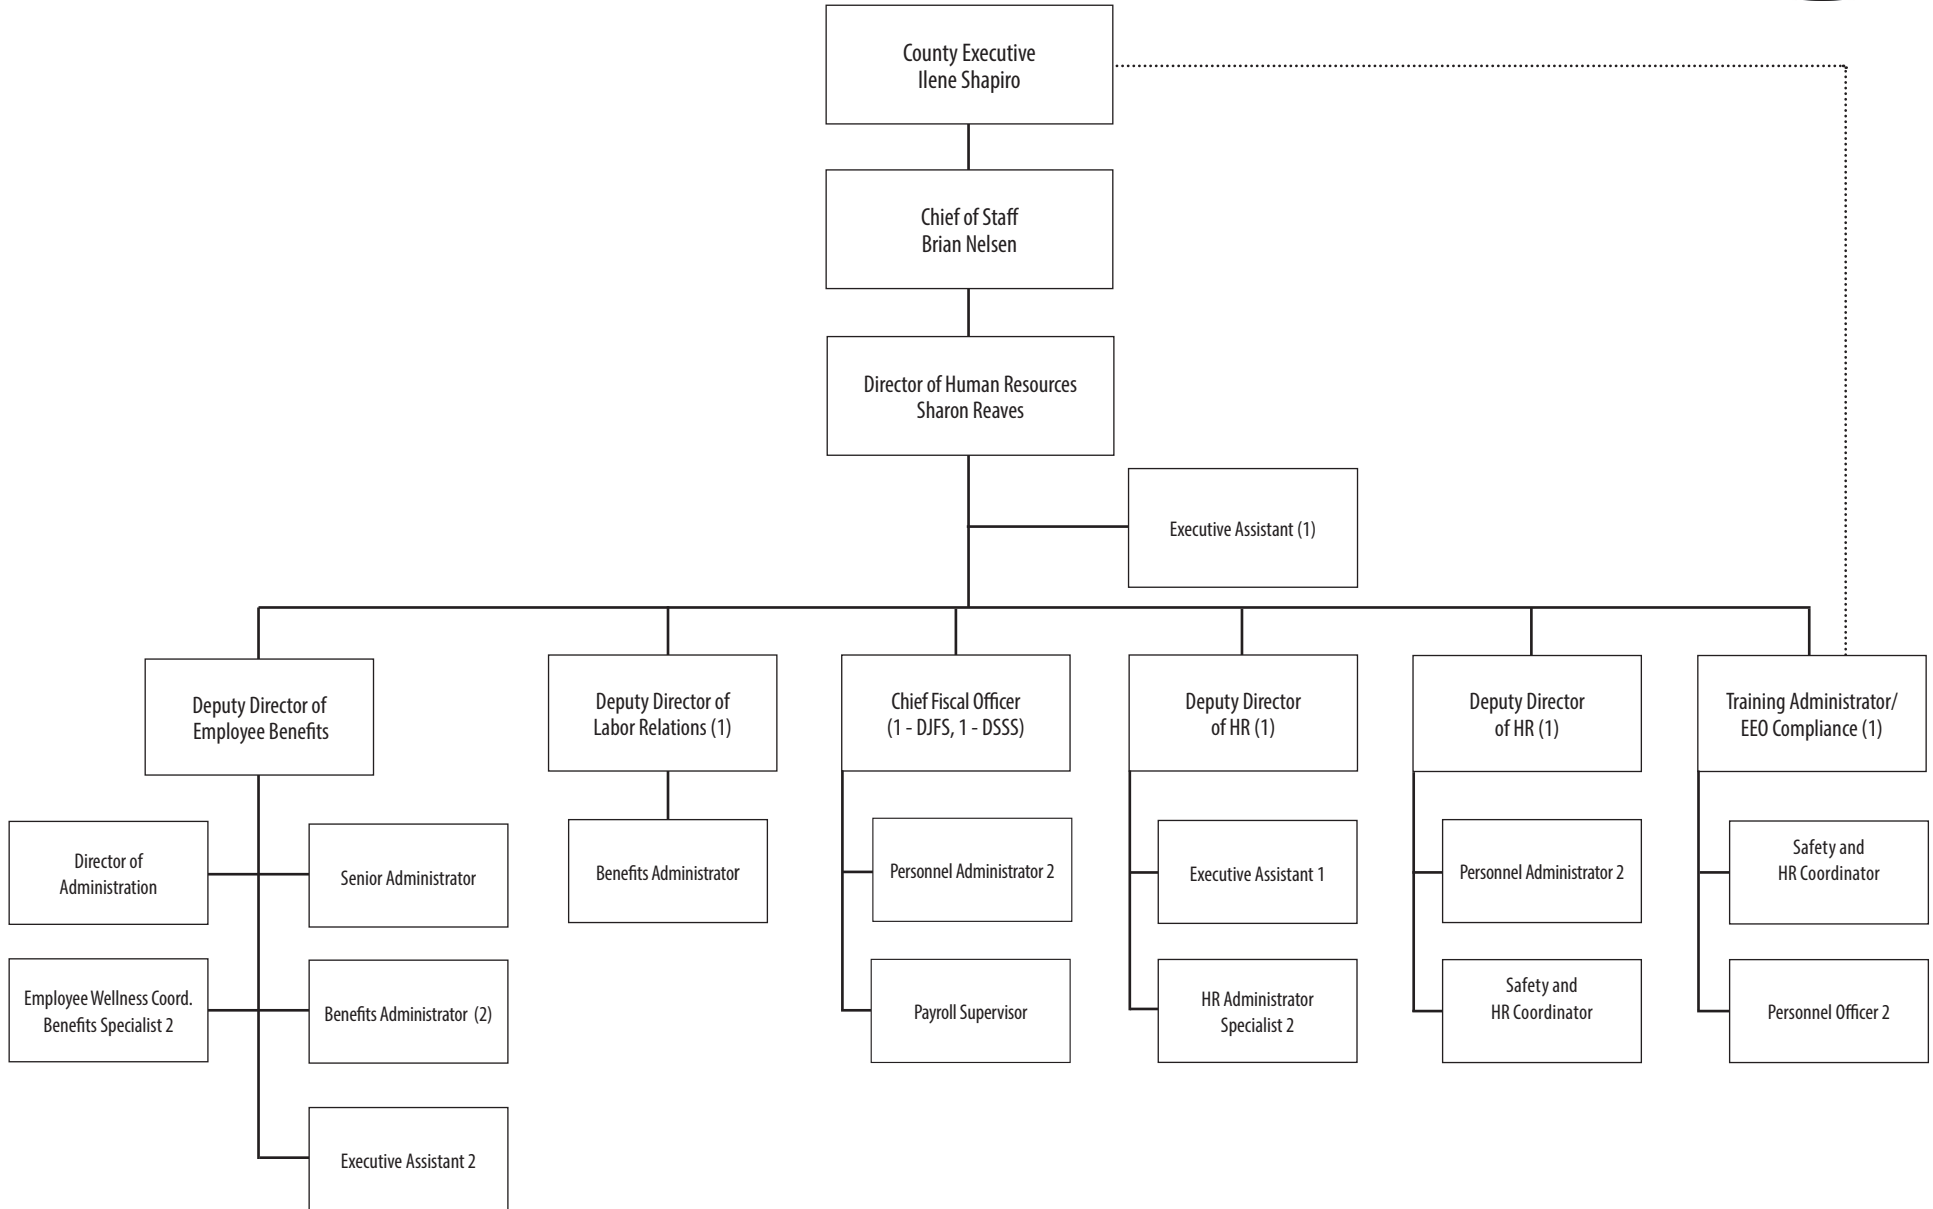 County Executive
Ilene Shapiro
Chief of Staff
Brian Nelsen
Director of Human Resources
Sharon Reaves
Executive Assistant (1)
Deputy Director of
Employee Benefits
Deputy Director of
Labor Relations (1)
Chief Fiscal Officer
(1 - DJFS, 1 - DSSS)
Deputy Director
of HR (1)
Deputy Director
of HR (1)
Training Administrator/
EEO Compliance (1)
Director of
Administration
Senior Administrator
Benefits Administrator
Personnel Administrator 2
Executive Assistant 1
Personnel Administrator 2
Safety and
HR Coordinator
Employee Wellness Coord.
Benefits Specialist 2
Benefits Administrator (2)
Payroll Supervisor
HR Administrator
Specialist 2
Safety and
HR Coordinator
Personnel Officer 2
Executive Assistant 2